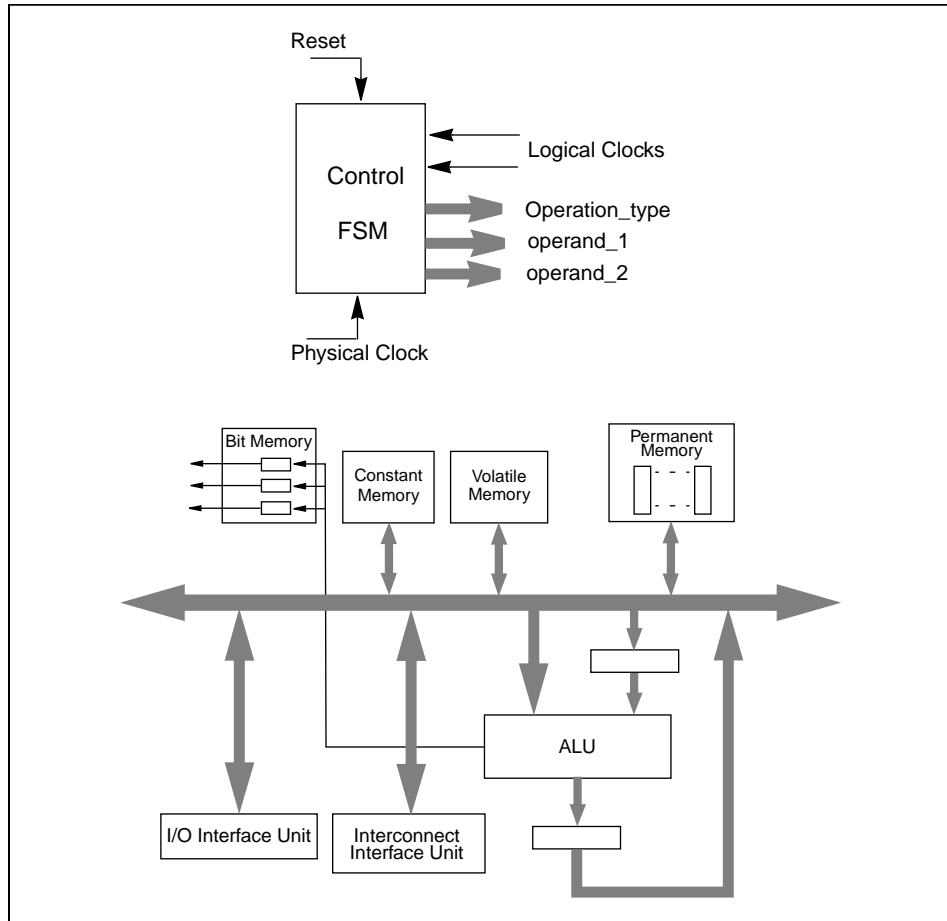 Reset
Control
FSM
Logical Clocks
Operation_type
operand_1
operand_2
Physical Clock
Bit Memory
Constant
Memory
Volatile
Memory
Permanent
Memory
ALU
I/O Interface Unit
Interconnect
Interface Unit